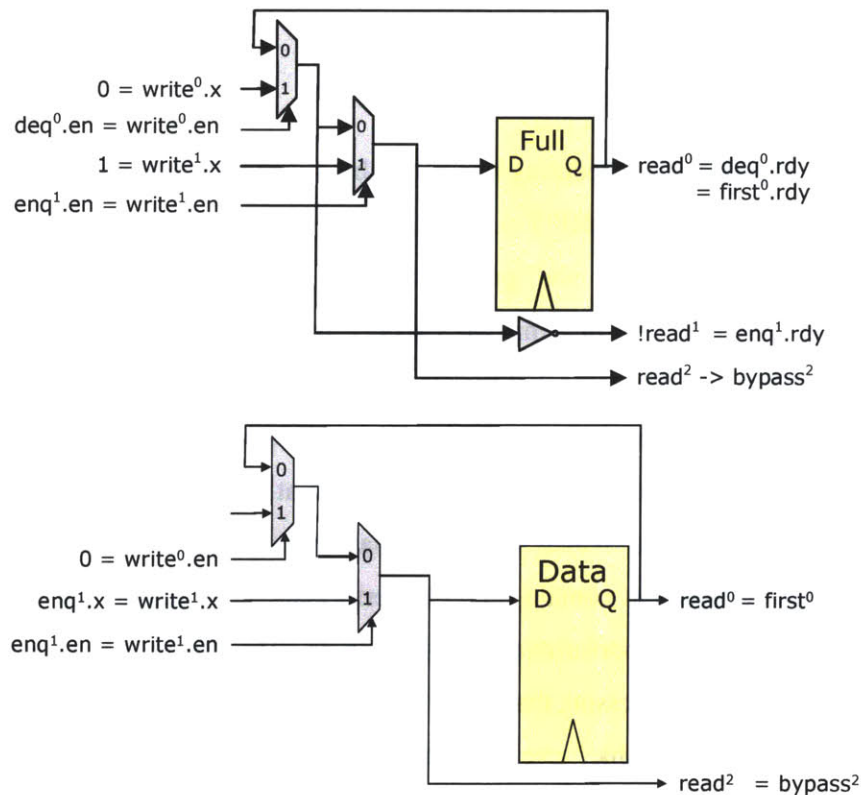 0
1
0 = write⁰.x
deq⁰.en = write⁰.en
1 = write¹.x
enq¹.en = write¹.en
0
1
Full
D Q
read⁰ = deq⁰.rdy
= first⁰.rdy
!read¹ = enq¹.rdy
read² -> bypass²
0
1
0 = write⁰.en
enq¹.x = write¹.x
enq¹.en = write¹.en
0
1
Data
D Q
read⁰ = first⁰
read² = bypass²